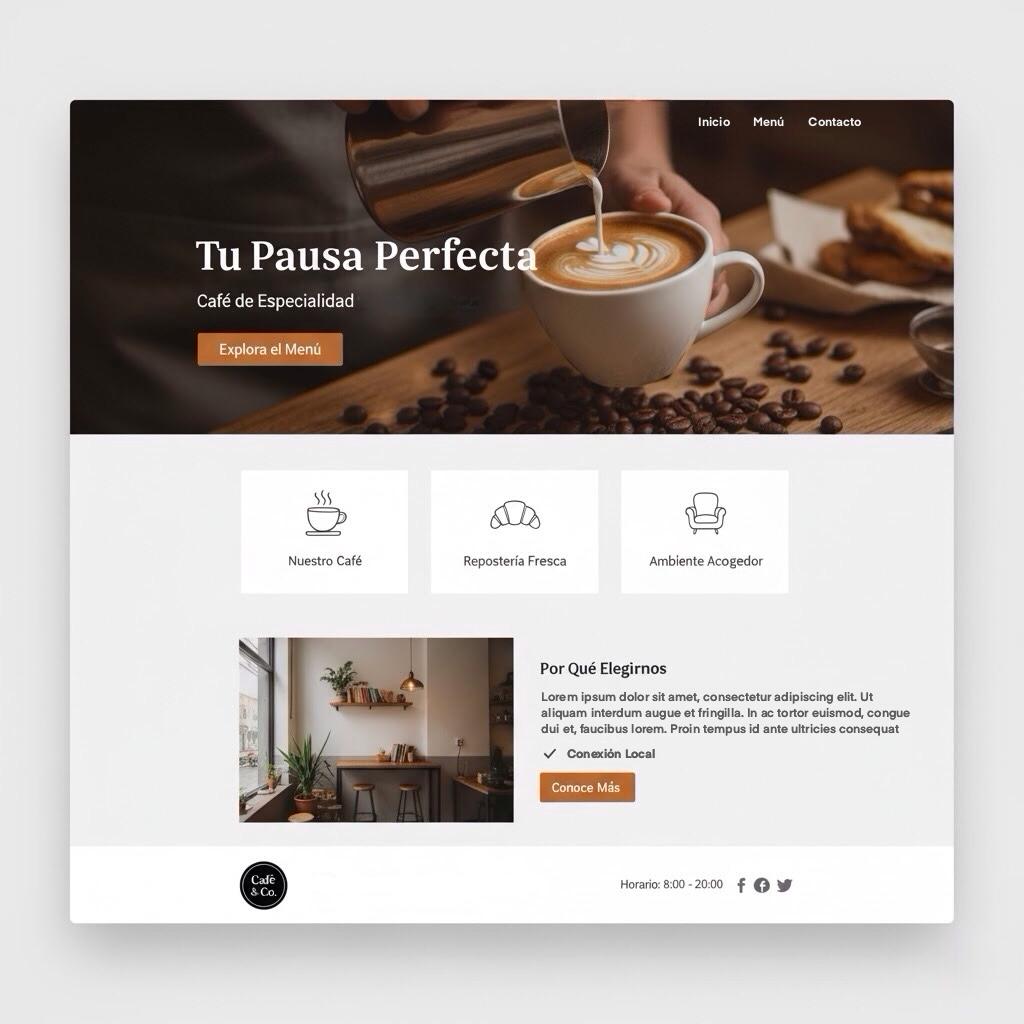 Inicio Menú Contacto
Tu Pausa Perfecta
Café de Especialidad
Explora el Menú
Nuestro Café
Repostería Fresca
Ambiente Acogedor
Por Qué Elegirnos
Lorem ipsum dolor sit amet, consectetur adipiscing elit. Ut
aliquam interdum augue et fringilla. In ac tortor euismod, congue
dui et, faucibus lorem. Proin tempus id ante ultricies consequat
Conexión Local
Conoce Más
Cafè
& Co.
Horario: 8:00 - 20:00